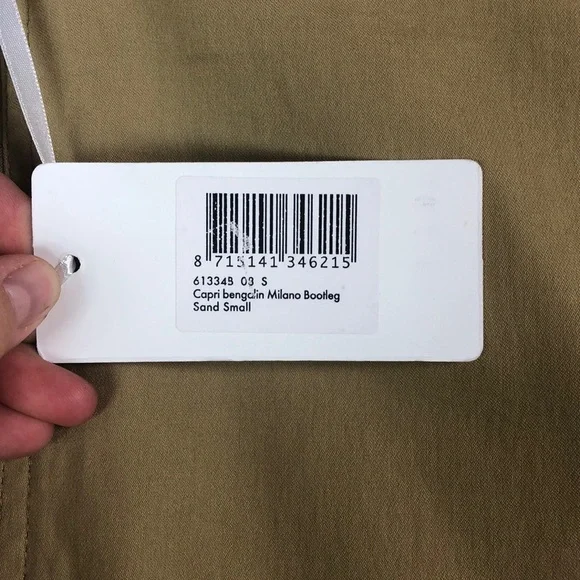 8 715141 346215
61334B 03 S
Capri bengalin Milano Bootleg
Sand Small